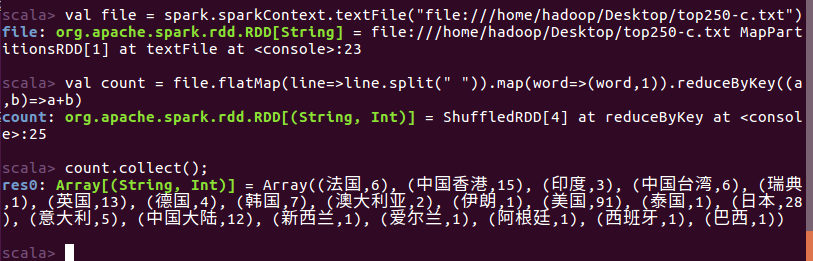 scala> val file = spark.sparkContext.textFile("file:///home/hadoop/Desktop/top250-c.txt")
file: org.apache.spark.rdd.RDD[String] = file:///home/hadoop/Desktop/top250-c.txt MapPar
titionsRDD[1] at textFile at <console>:23
scala> val count = file.flatMap(line=>line.split(" ")).map(word=>(word,1)).reduceByKey((a
,b)=>a+b)
count: org.apache.spark.rdd.RDD[(String, Int)] = ShuffledRDD[4] at reduceByKey at <consol
e>:25
scala> count.collect();
res0: Array[(String, Int)] = Array((法国,6), (中国香港,15), (印度,3), (中国台湾,6), (瑞典
,1), (英国,13), (德国,4), (韩国,7), (澳大利亚,2), (伊朗,1), (美国,91), (泰国,1), (日本,28
), (意大利,5), (中国大陆,12), (新西兰,1), (爱尔兰,1), (阿根廷,1), (西班牙,1), (巴西,1))
scala>